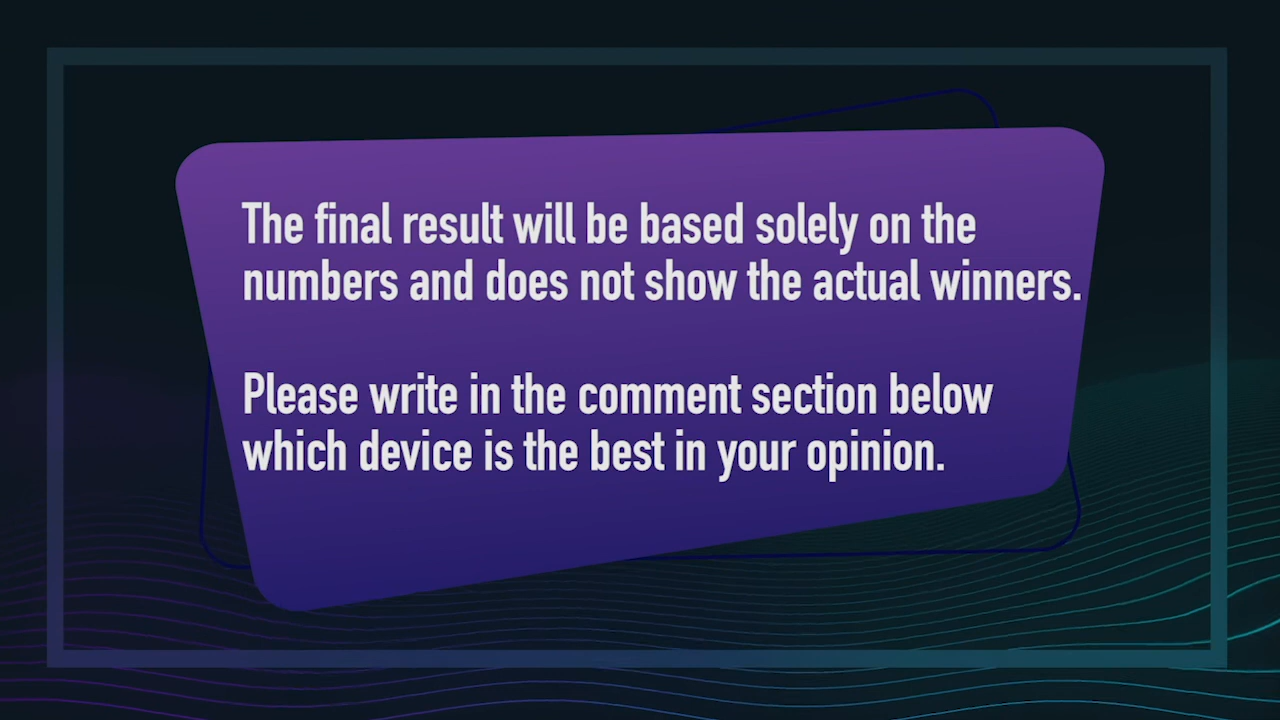 The final result will be based solely on the
numbers and does not show the actual winners.
Please write in the comment section below
which device is the best in your opinion.